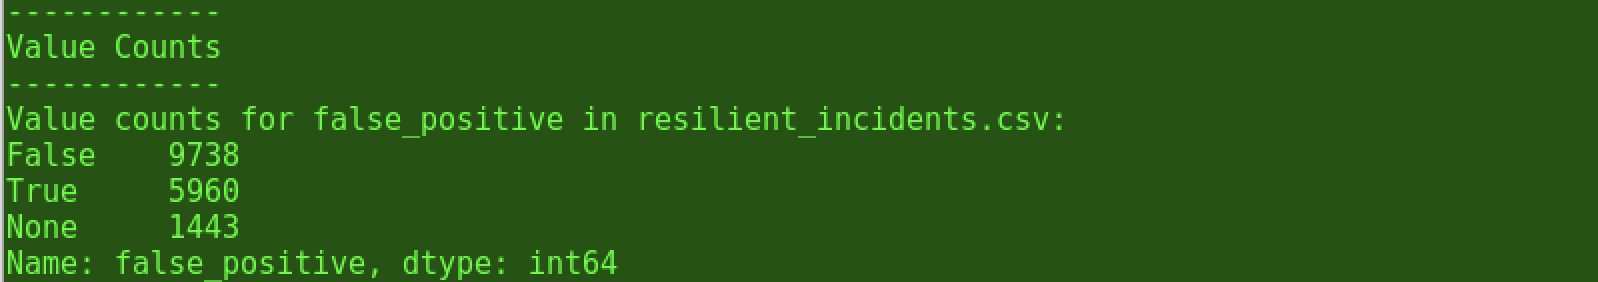 ------------
Value Counts
------------
Value counts for false_positive in resilient_incidents.csv:
False    9738
True     5960
None     1443
Name: false_positive, dtype: int64